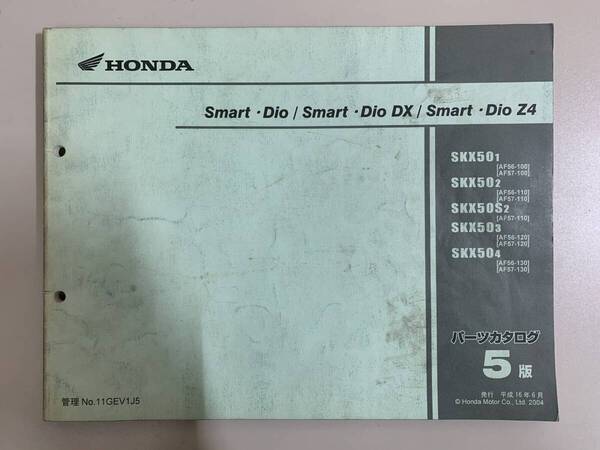 HONDA
Smart・Dio / Smart・Dio DX / Smart・Dio Z4
SKX501
[AF56-100]
[AF57-100]
SKX502
[AF56-110]
[AF57-110]
SKX50S2
[AF57-110]
SKX503
[AF56-120]
[AF57-120]
SKX504
[AF56-130]
[AF57-130]
パーツカタログ
5版
発行 平成16年6月
© Honda Motor Co., Ltd. 2004
管理 No.11GEV1J5